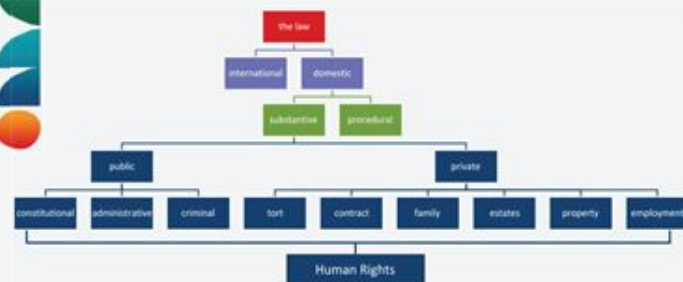 the law
international domestic
substantive procedural
public private
constitutional administrative criminal tort contract family estates property employment
Human Rights